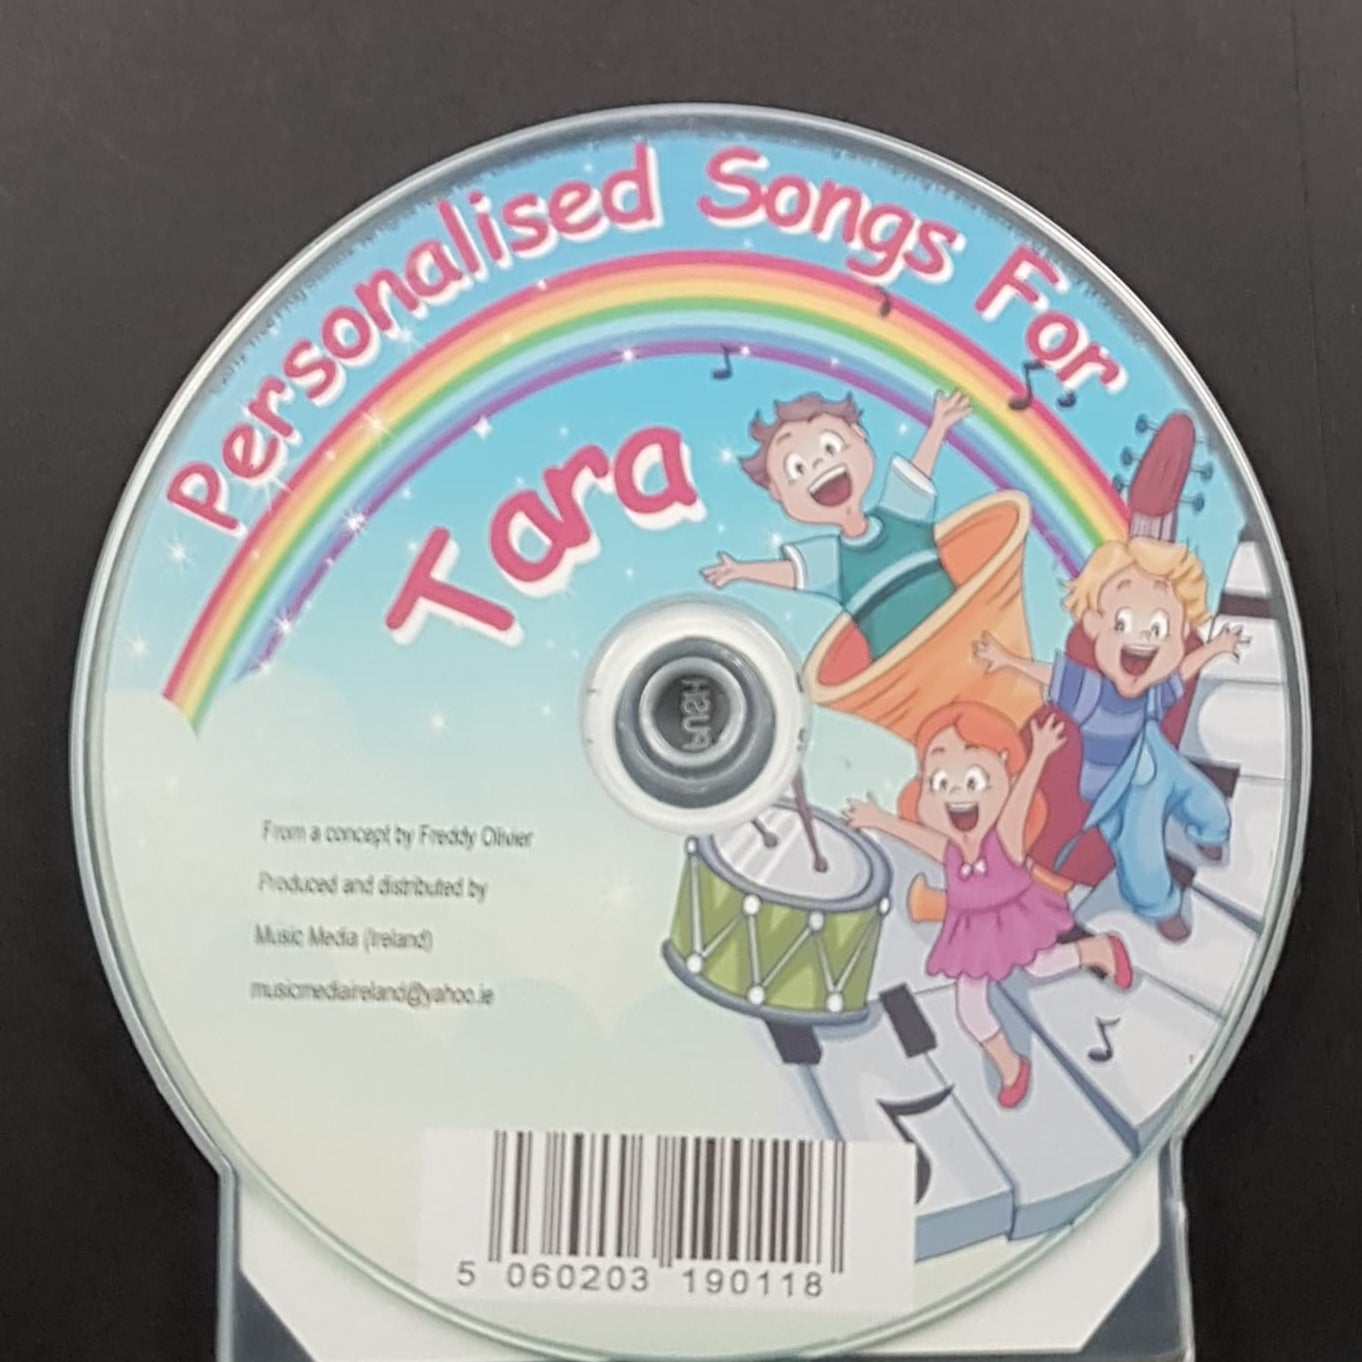 Personalised Songs For
Tara
From a concept by Freddy Olivier
Produced and distributed by
Music Media (Ireland)
musicmediaireland@yahoo.ie
5 060203 190118